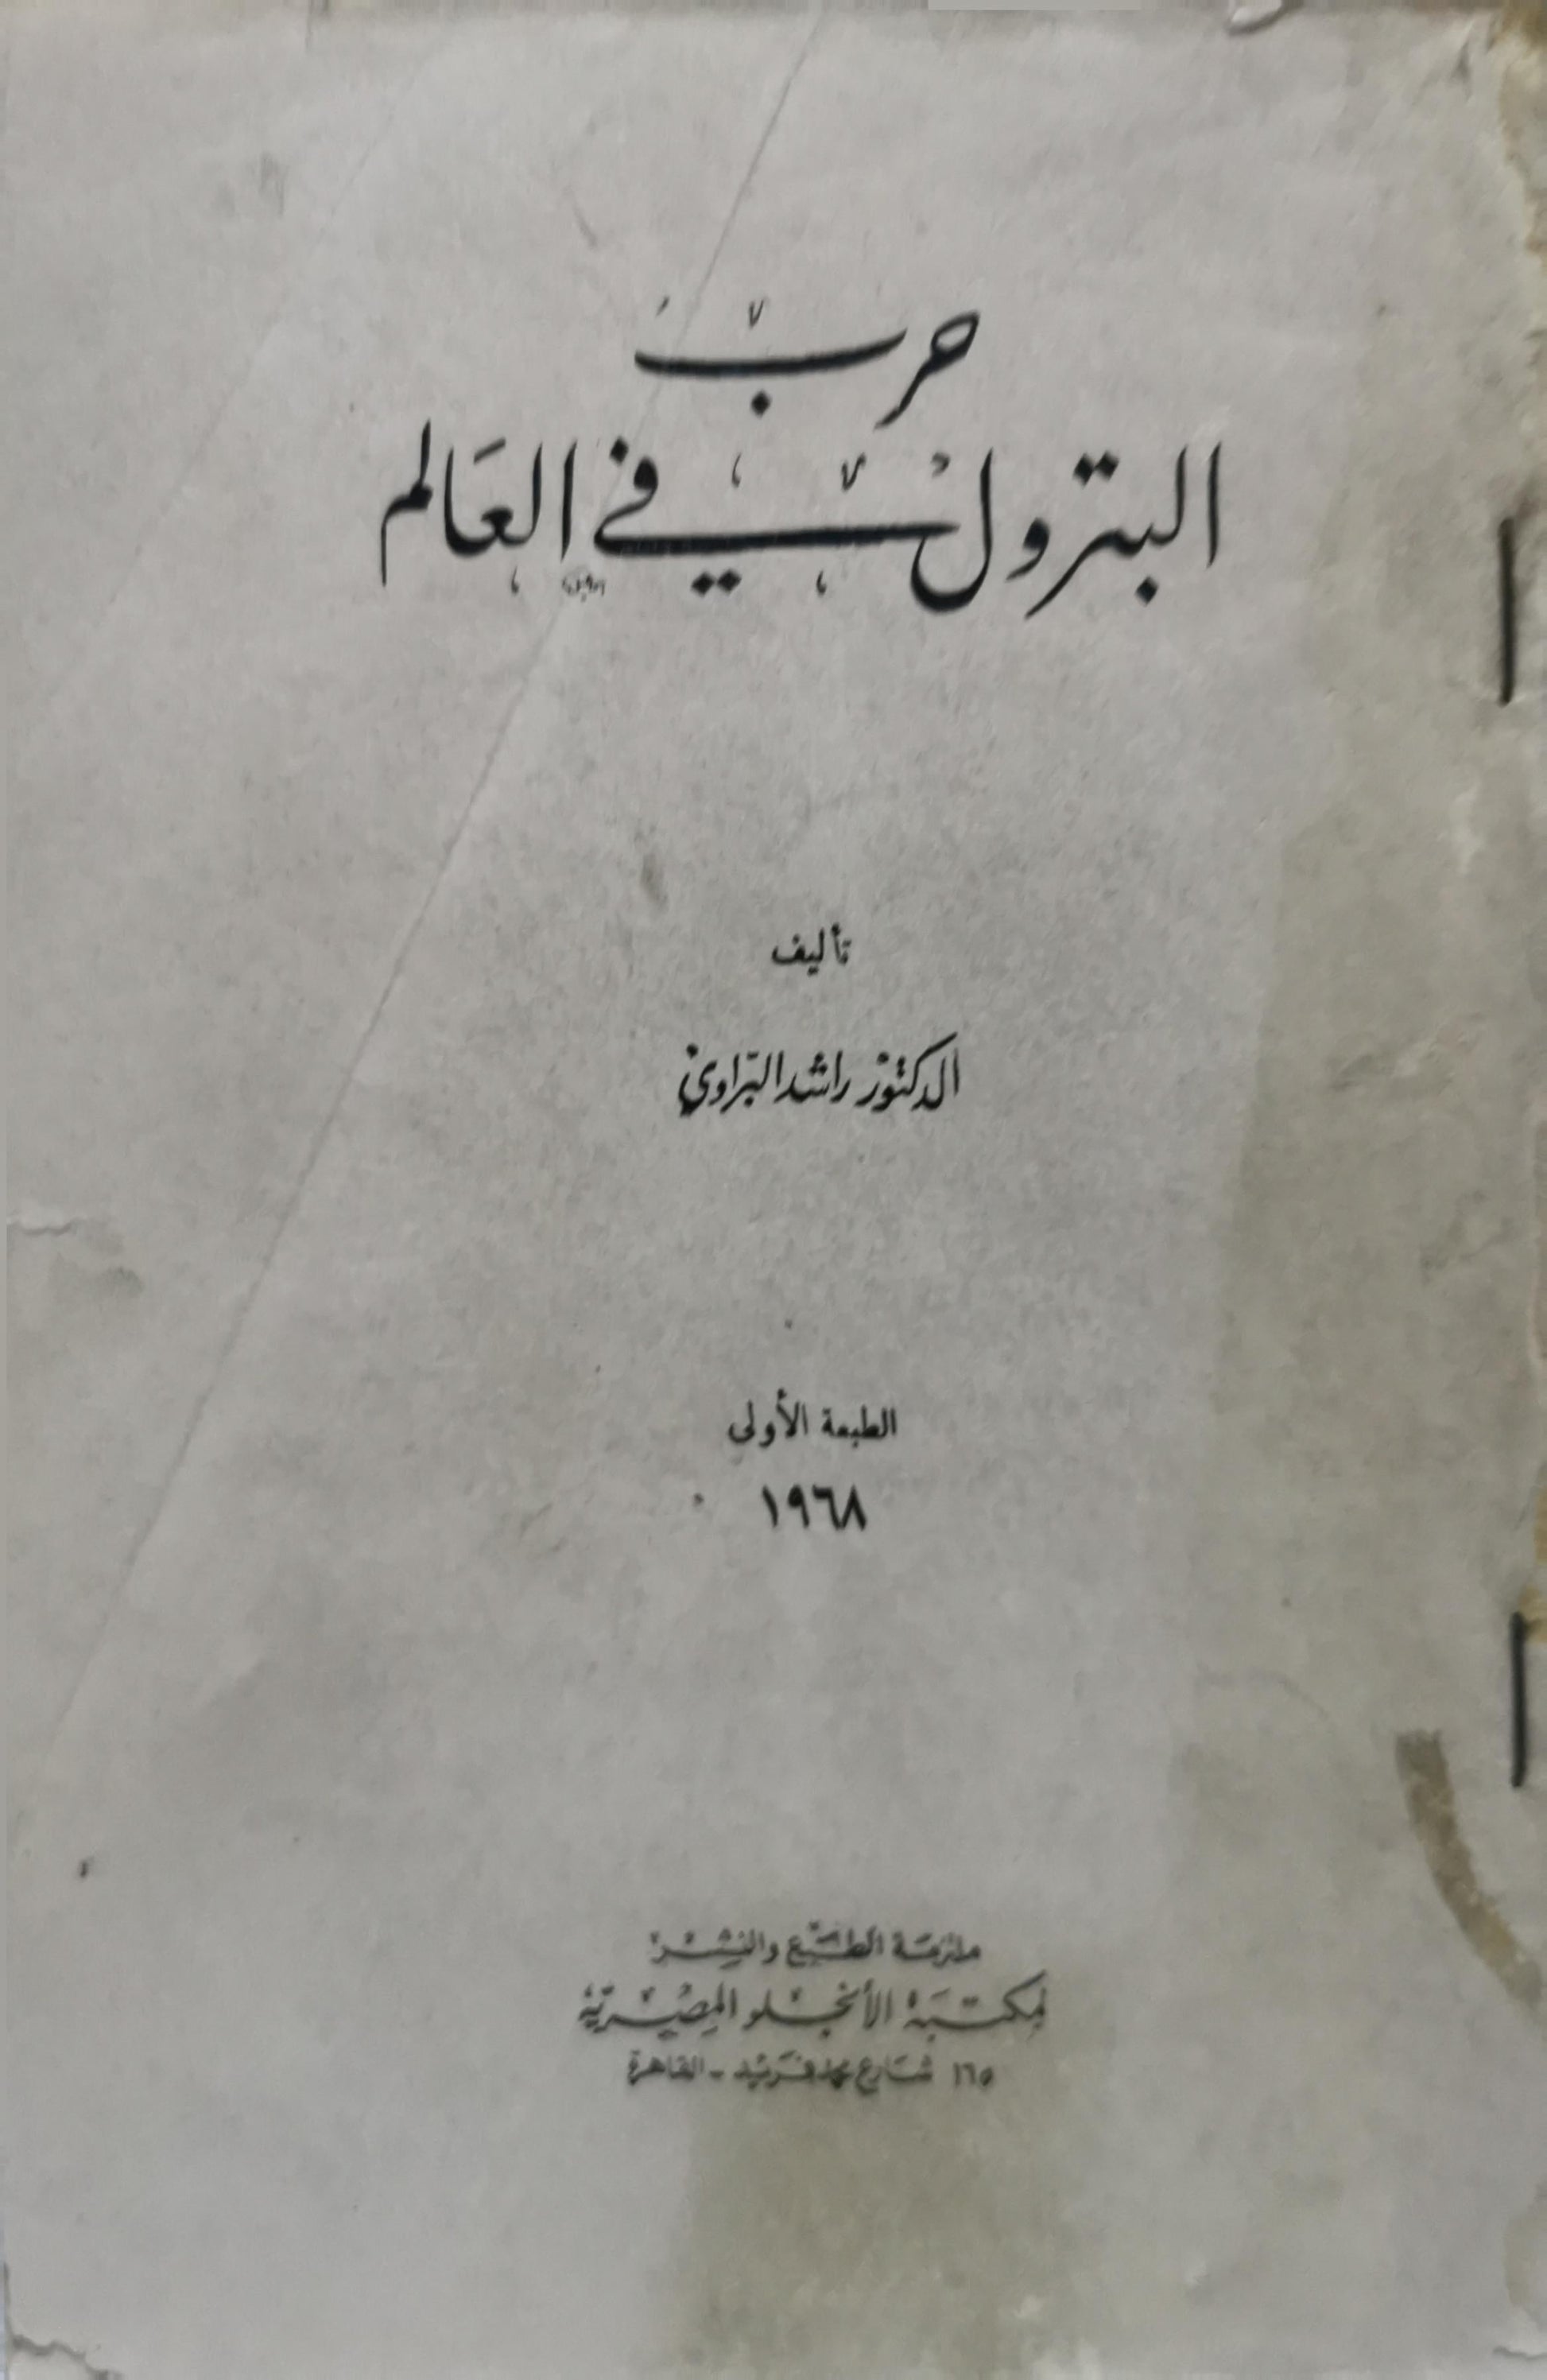 حرب
البترول في العالم
تأليف
الدكتور راشد البراوي
الطبعة الأولى
١٩٦٨
ملتزمة الطبع والنشر
مكتبة الأنجلو المصرية
١٦٥ شارع محمد فريد - القاهرة